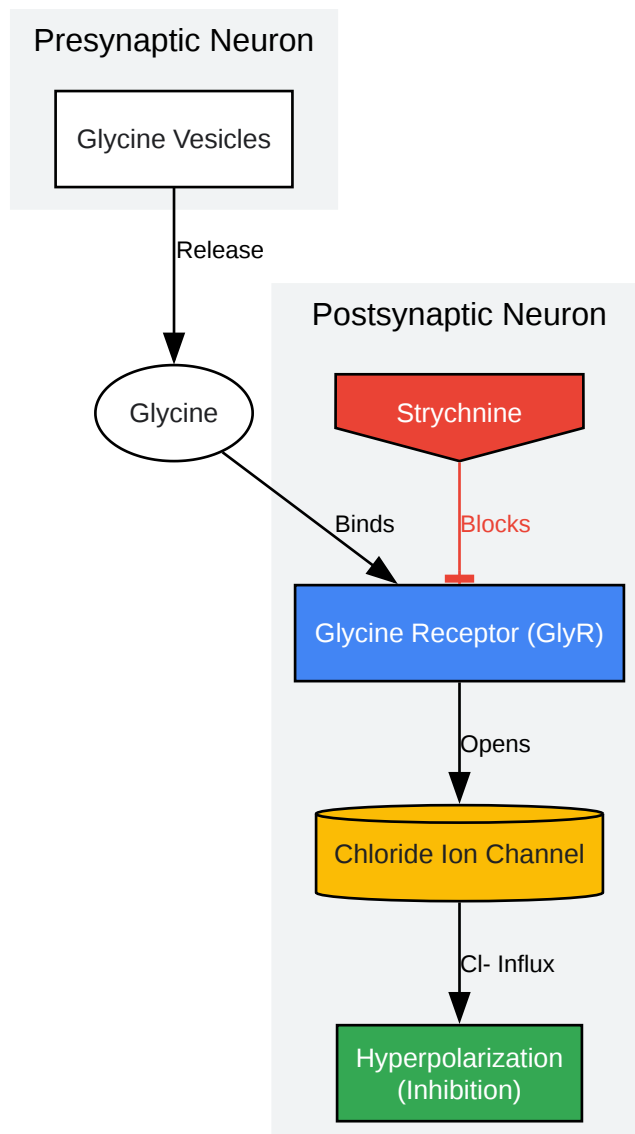 Presynaptic Neuron
Glycine Vesicles
Release
Postsynaptic Neuron
Glycine
Strychnine
Binds
Blocks
Glycine Receptor (GlyR)
Opens
Chloride Ion Channel
Cl- Influx
Hyperpolarization
(Inhibition)